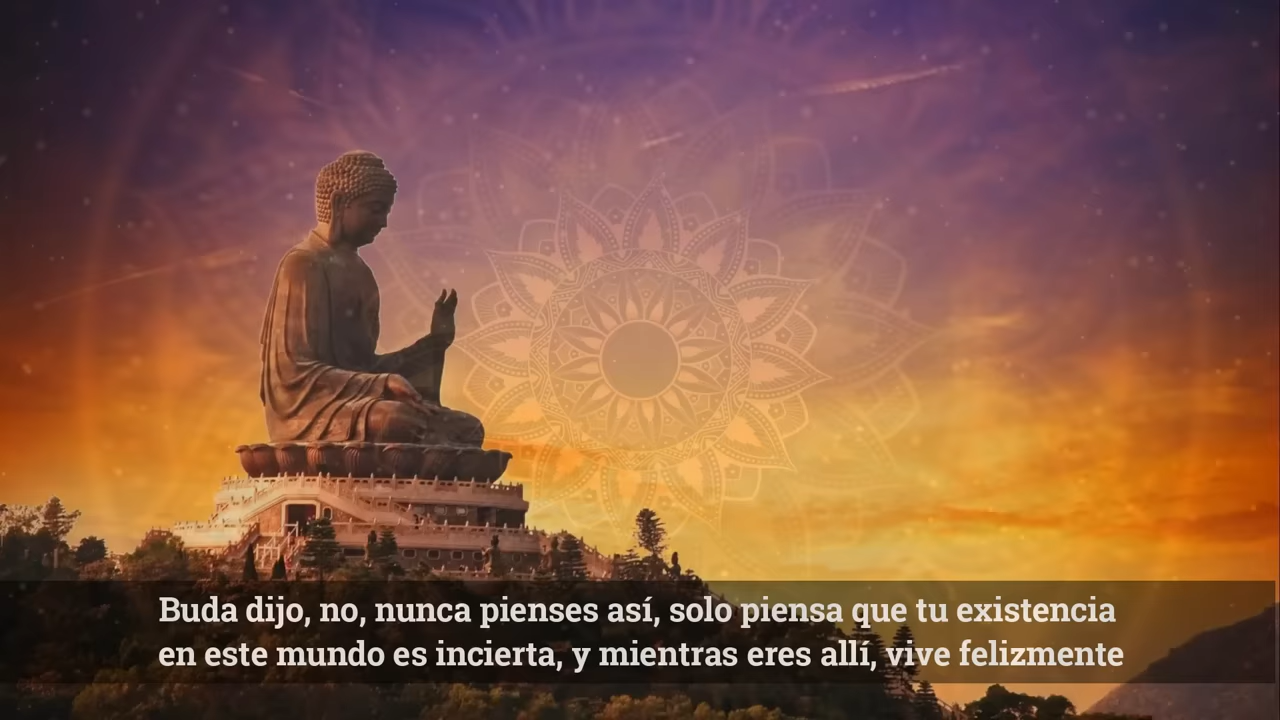 Buda dijo, no, nunca pienses así, solo piensa que tu existencia
en este mundo es incierta, y mientras eres allí, vive felizmente